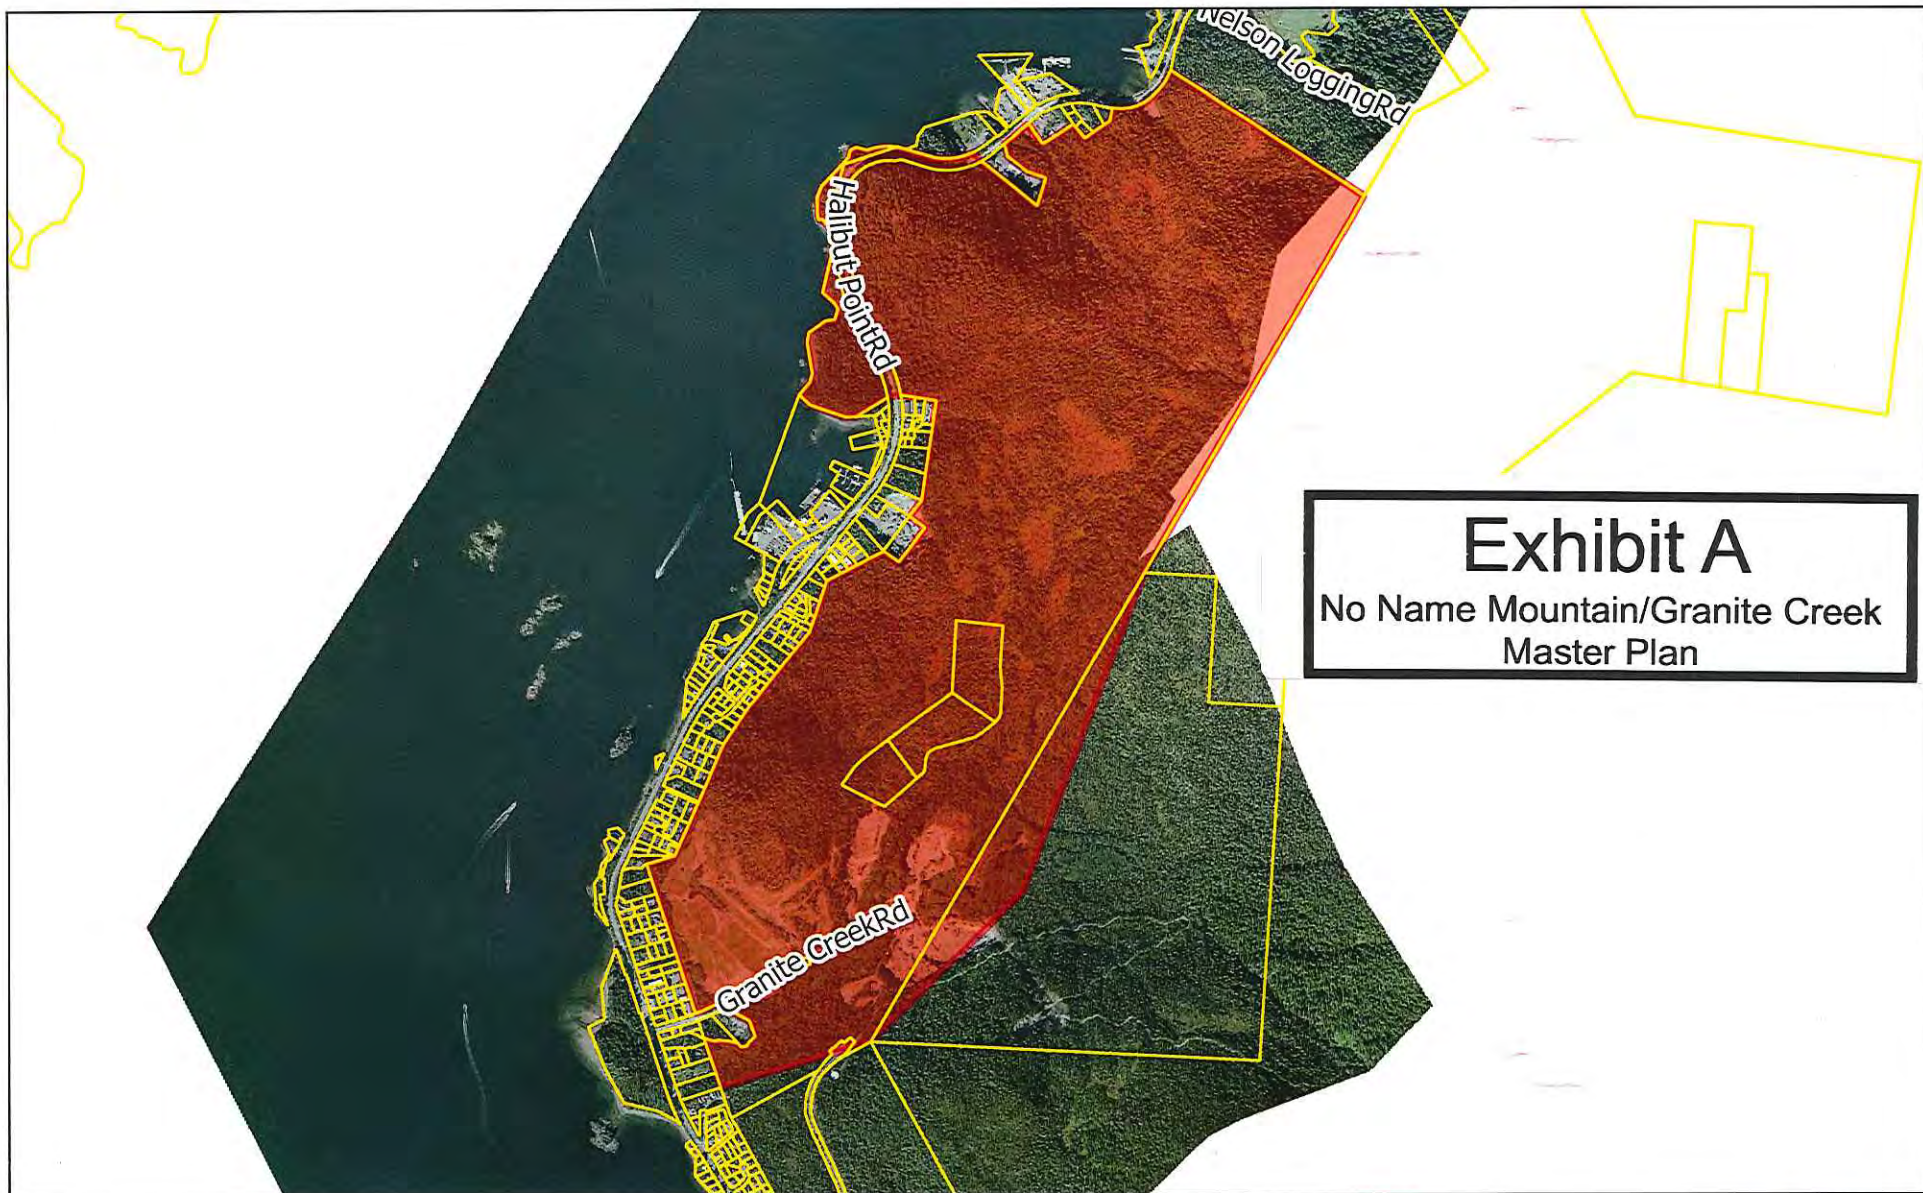 Nelson LoggingRd
Halibut PointRd
Exhibit A
No Name Mountain/Granite Creek
Master Plan
Granite CreekRd